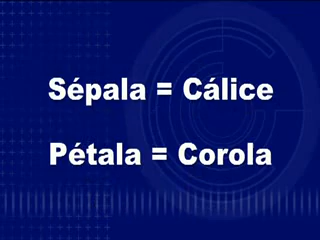 Sépala = Cálice
Pétala = Corola